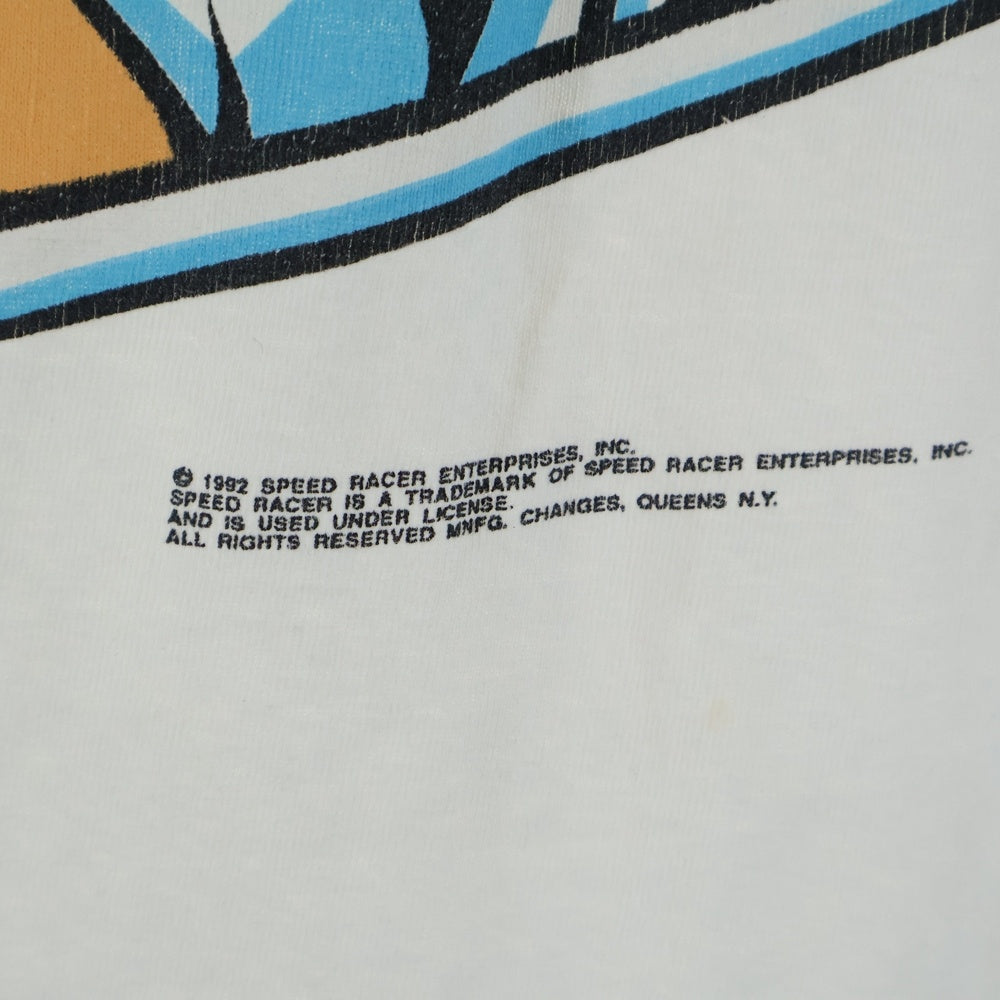 © 1992 SPEED RACER ENTERPRISES, INC.
SPEED RACER IS A TRADEMARK OF SPEED RACER ENTERPRISES, INC.
AND IS USED UNDER LICENSE.
ALL RIGHTS RESERVED MNFG. CHANGES, QUEENS N.Y.